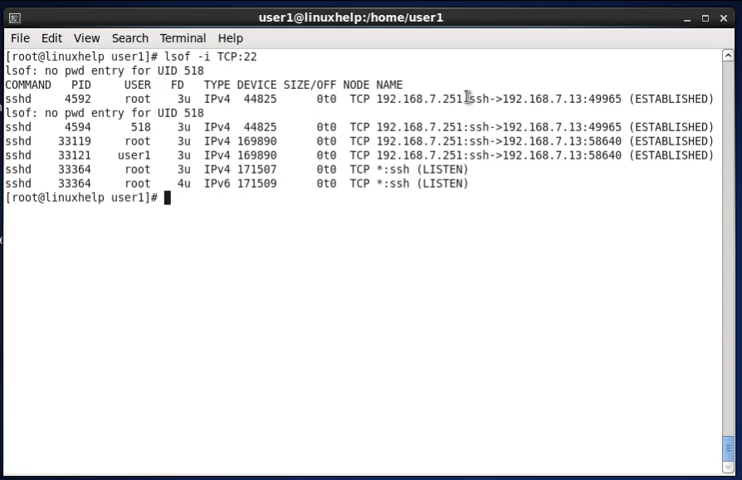 user1@linuxhelp:/home/user1
File Edit View Search Terminal Help
[root@linuxhelp user1]# lsof -i TCP:22
lsof: no pwd entry for UID 518
COMMAND   PID   USER   FD   TYPE DEVICE SIZE/OFF NODE NAME
sshd     4592   root    3u  IPv4  44825      0t0  TCP 192.168.7.251:ssh->192.168.7.13:49965 (ESTABLISHED)
lsof: no pwd entry for UID 518
sshd     4594    518    3u  IPv4  44825      0t0  TCP 192.168.7.251:ssh->192.168.7.13:49965 (ESTABLISHED)
sshd    33119   root    3u  IPv4 169890      0t0  TCP 192.168.7.251:ssh->192.168.7.13:58640 (ESTABLISHED)
sshd    33121  user1    3u  IPv4 169890      0t0  TCP 192.168.7.251:ssh->192.168.7.13:58640 (ESTABLISHED)
sshd    33364   root    3u  IPv4 171507      0t0  TCP *:ssh (LISTEN)
sshd    33364   root    4u  IPv6 171509      0t0  TCP *:ssh (LISTEN)
[root@linuxhelp user1]#